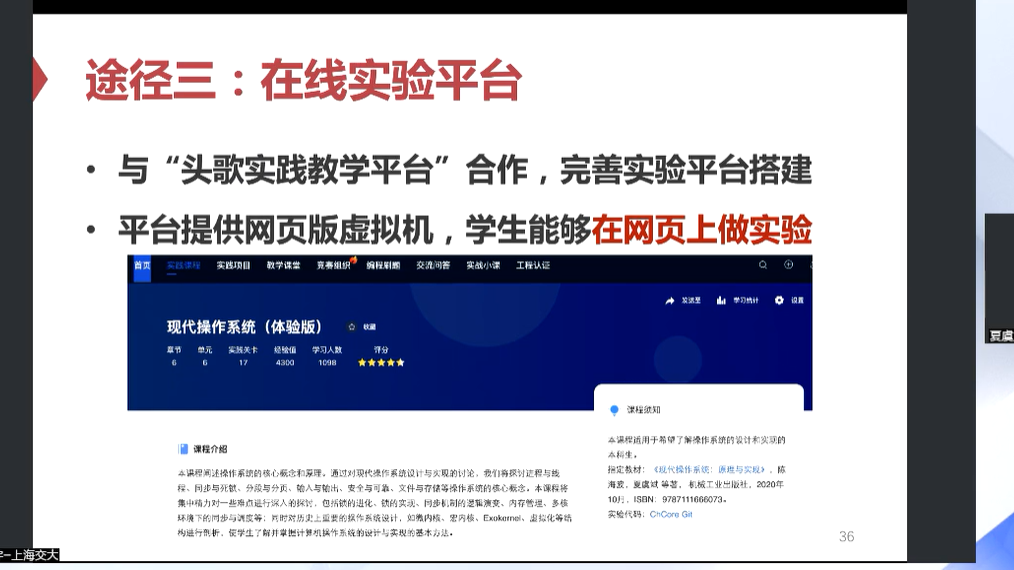 途径三：在线实验平台
• 与“头歌实践教学平台”合作，完善实验平台搭建
• 平台提供网页版虚拟机，学生能够在网页上做实验
首页 实践课程 实践项目 教学课堂 竞赛组织 编程刷题 交流问答 实战小课 工程认证
发送至 学习统计 设置
现代操作系统（体验版） 收藏
章节 单元 实践关卡 经验值 学习人数 评分
6 6 17 4300 1098
课程须知
本课程适用于希望了解操作系统的设计和实现的
本科生。
指定教材：《现代操作系统：原理与实现》，陈
海波，夏虞斌 等著， 机械工业出版社，2020年
10月，ISBN：9787111666073。
实验代码：ChCore Git
课程介绍
本课程阐述操作系统的核心概念和原理。通过对现代操作系统设计与实现的讨论，我们将探讨进程与线
程、同步与死锁、分段与分页、输入与输出、安全与可靠、文件与存储等操作系统的核心概念。本课程将
集中精力对一些难点进行深入的探讨，包括锁的进化、锁的实现、同步机制的逻辑演变、内存管理、多核
环境下的同步与调度等；同时对历史上重要的操作系统设计，如微内核、宏内核、Exokernel、虚拟化等结
构进行剖析，使学生了解并掌握计算机操作系统的设计与实现的基本方法。
36
夏虞
–上海交大